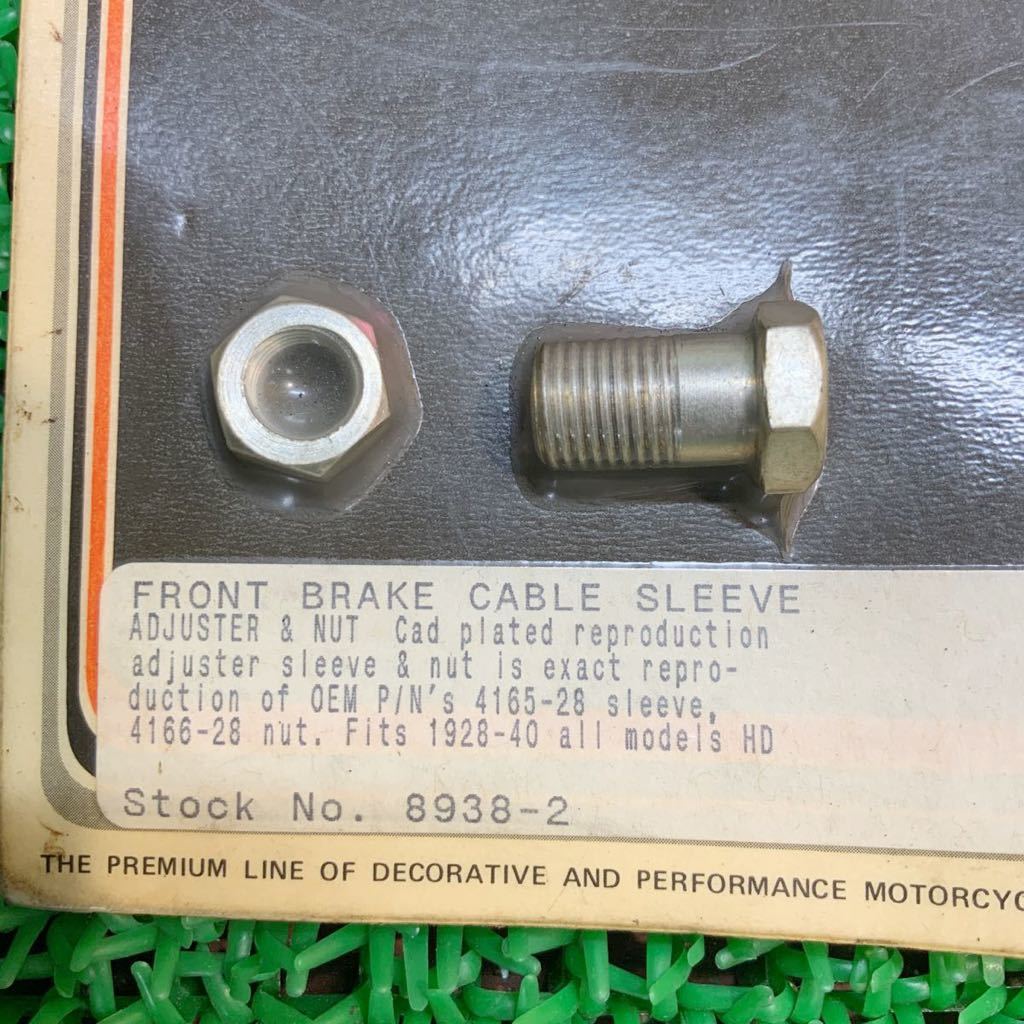 FRONT BRAKE CABLE SLEEVE
ADJUSTER & NUT Cad plated reproduction
adjuster sleeve & nut is exact repro-
duction of OEM P/N's 4165-28 sleeve,
4166-28 nut. Fits 1928-40 all models HD
Stock No. 8938-2
THE PREMIUM LINE OF DECORATIVE AND PERFORMANCE